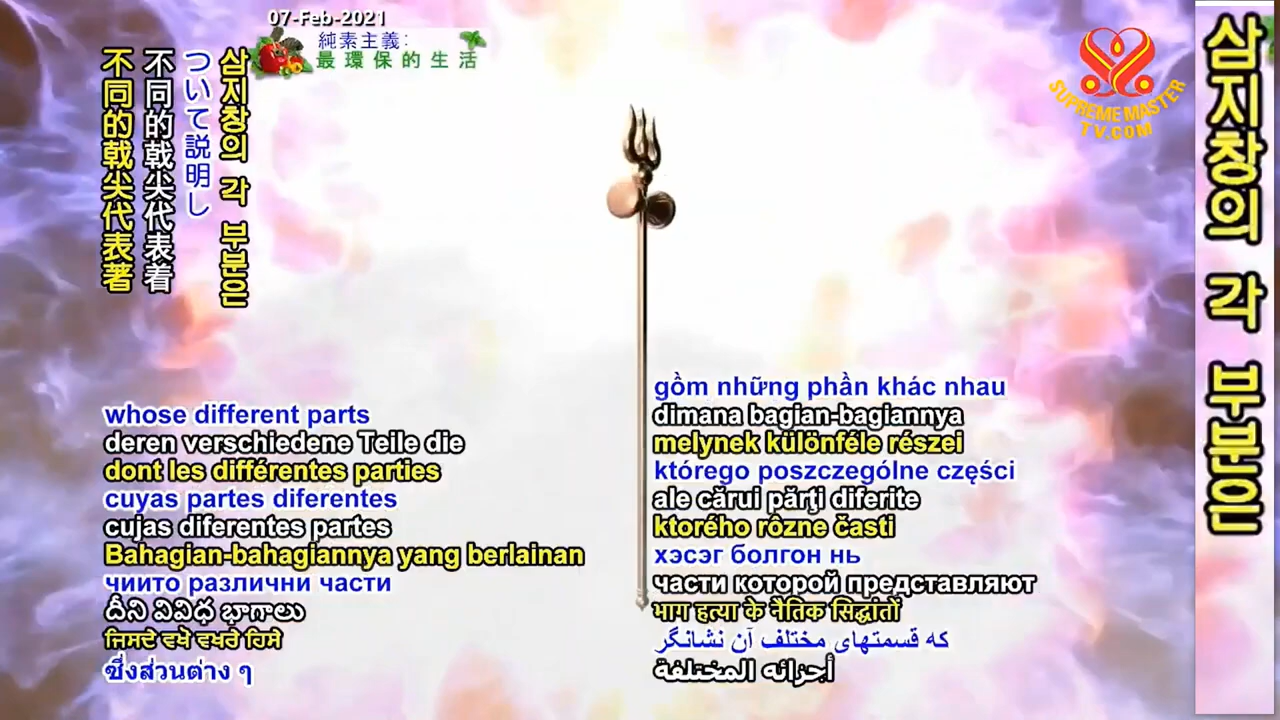 07-Feb-2021
純素主義：
最環保的生活
SUPREME MASTER
TV.COM
삼지창의 각 부분은
ついて説明し
不同的戟尖代表着
不同的戟尖代表著
삼지창의 각 부분은
whose different parts
deren verschiedene Teile die
dont les différentes parties
cuyas partes diferentes
cujas diferentes partes
Bahagian-bahagiannya yang berlainan
чиито различни части
దీని వివిధ భాగాలు
ਜਿਸਦੇ ਵਖੋ ਵਖਰੇ ਹਿਸੇ
ซึ่งส่วนต่าง ๆ
gồm những phần khác nhau
dimana bagian-bagiannya
melynek különféle részei
którego poszczególne części
ale cărui părţi diferite
ktorého rôzne časti
хэсэг болгон нь
части которой представляют
भाग हत्या के नैतिक सिद्धांतों
که قسمتهای مختلف آن نشانگر
أجزائه المختلفة